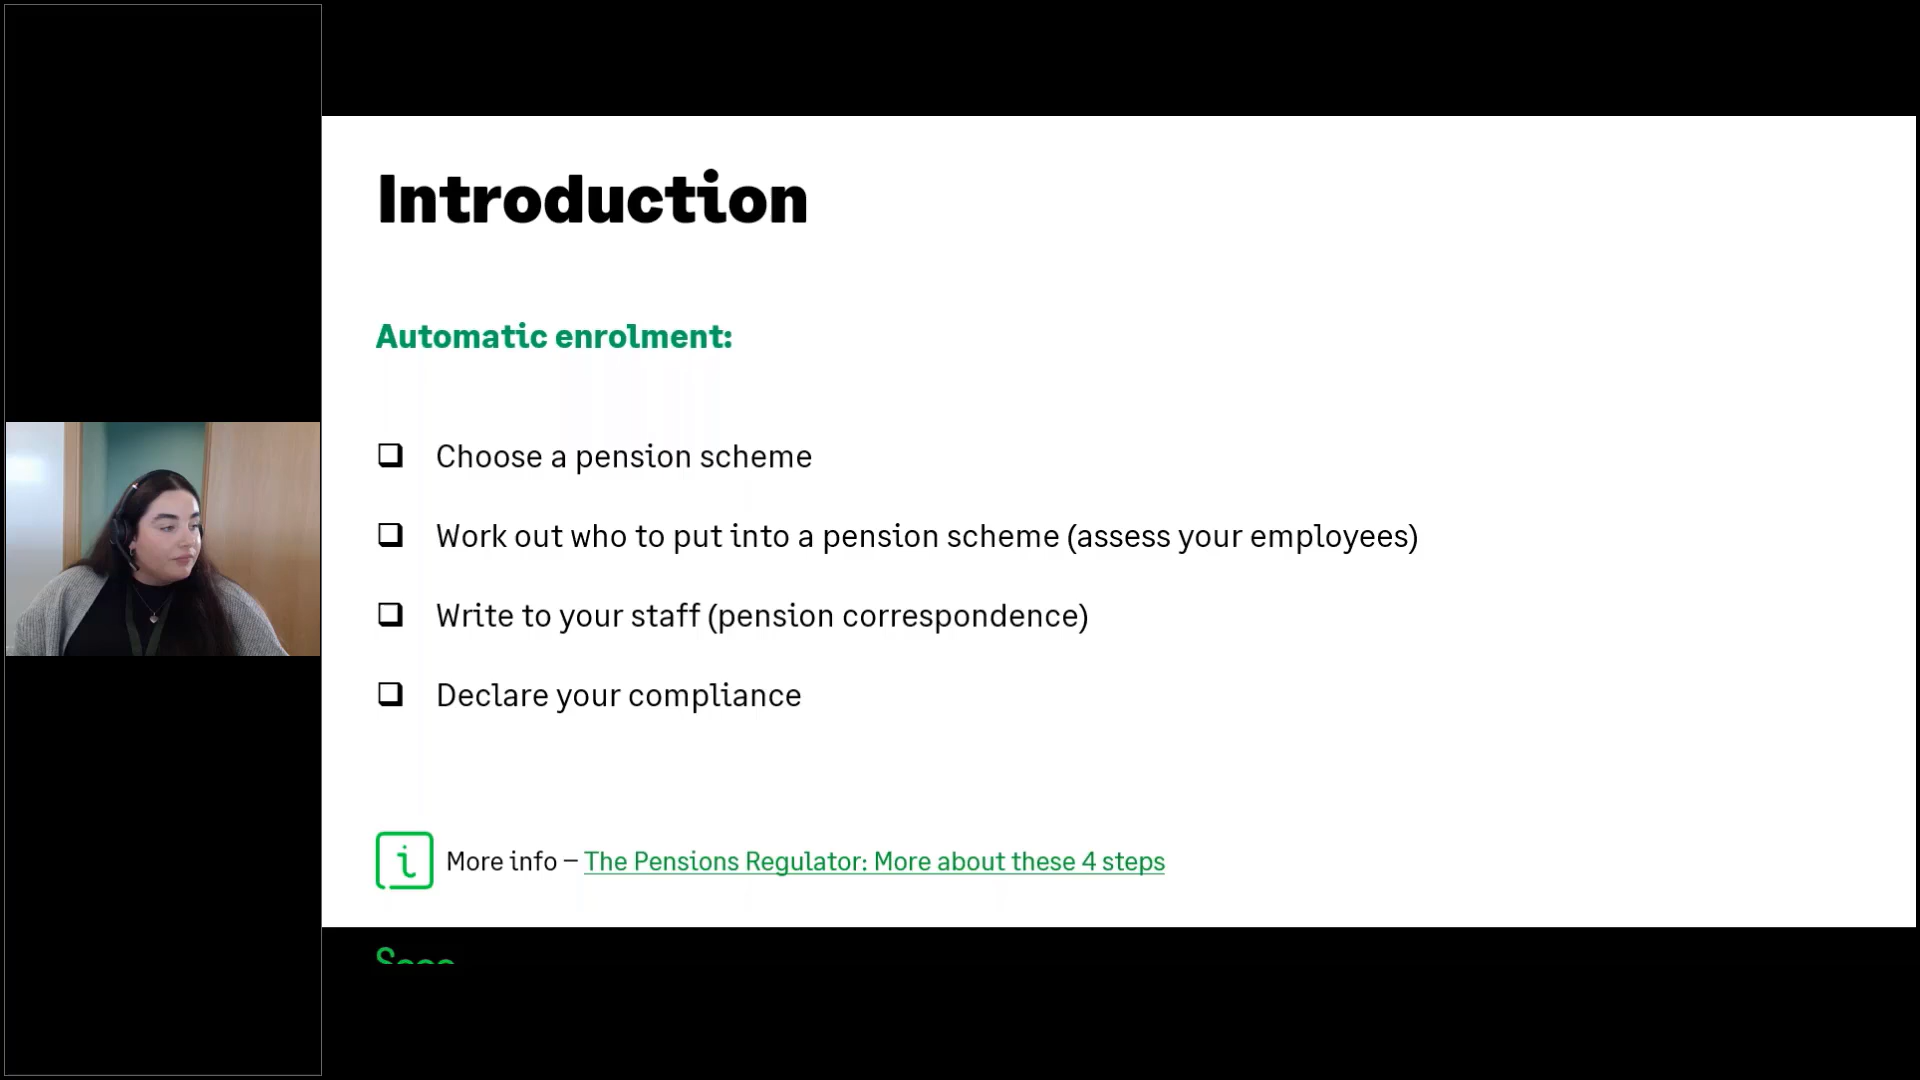 Introduction
Automatic enrolment:
Choose a pension scheme
Work out who to put into a pension scheme (assess your employees)
Write to your staff (pension correspondence)
Declare your compliance
More info – The Pensions Regulator: More about these 4 steps